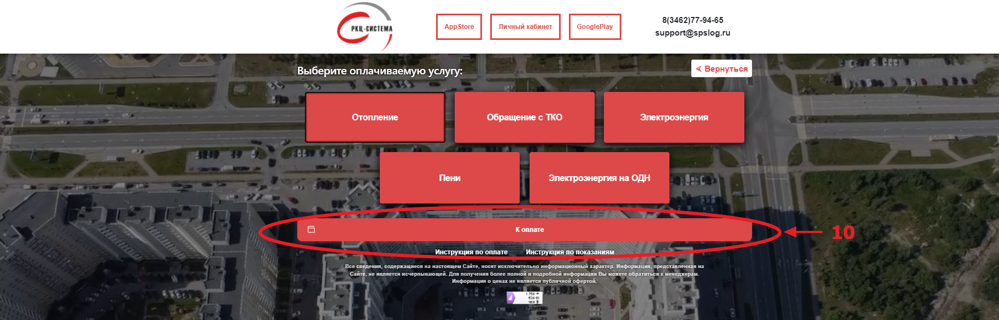 РКЦ-СИСТЕМА
AppStore
Личный кабинет
GooglePlay
8(3462)77-94-65
support@spslog.ru
Выберите оплачиваемую услугу:
Вернуться
Отопление
Обращение с ТКО
Электроэнергия
Пени
Электроэнергия на ОДН
К оплате
10
Инструкция по оплате
Инструкция по показаниям
Все сведения, содержащиеся на настоящем Сайте, носят исключительно информационный характер. Информация, представленная на
Сайте, не является исчерпывающей. Для получения более полной и подробной информации Вы можете обратиться к менеджерам.
Информация о ценах не является публичной офертой.
1 750